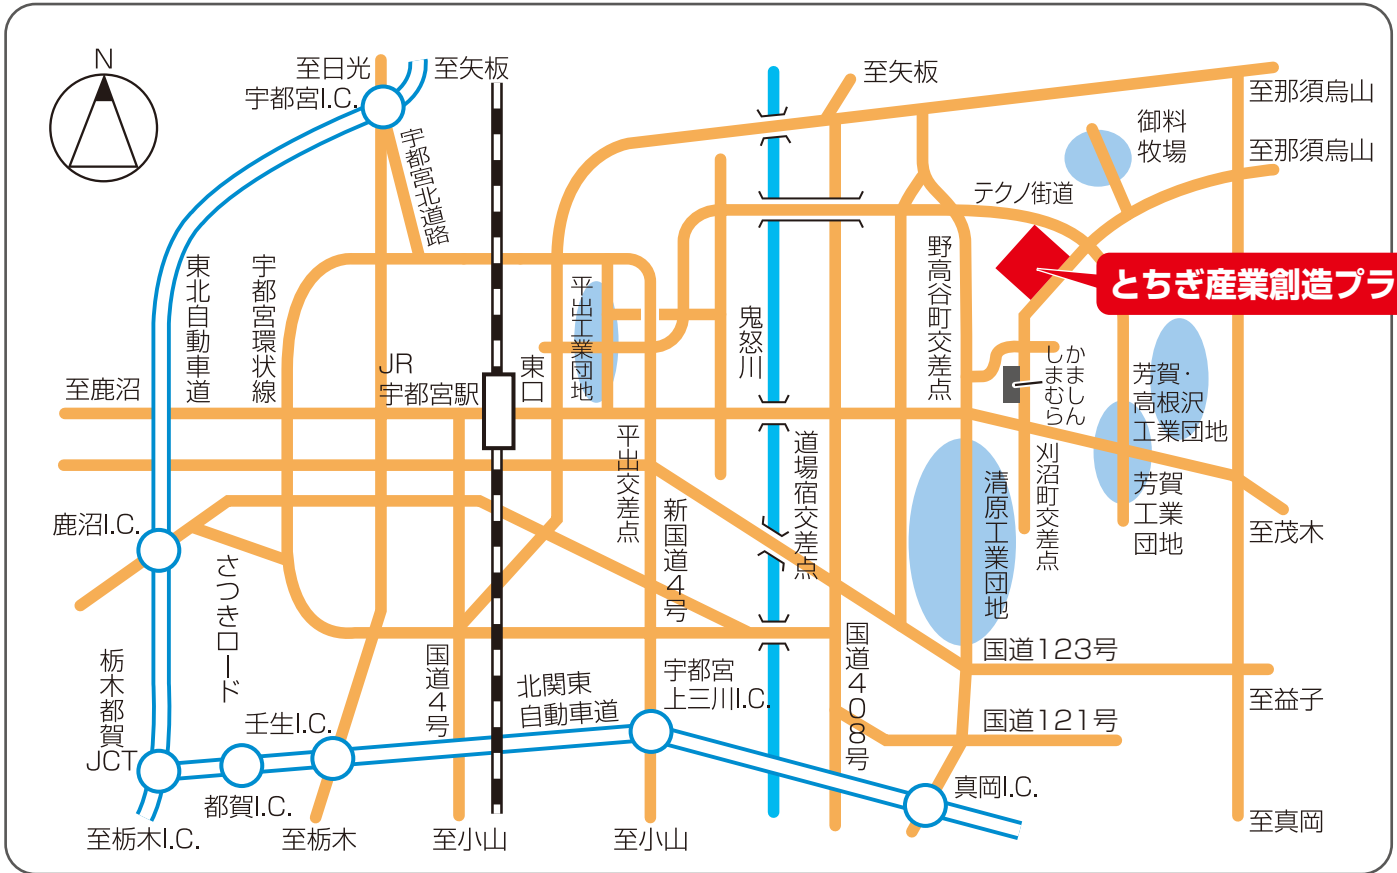 N
至日光
至矢板
宇都宮I.C.
宇都宮北道路
至矢板
至那須烏山
御料
牧場
至那須烏山
テクノ街道
とちぎ産業創造プラ
東北自動車道
宇都宮環状線
平出工業団地
鬼怒川
野高谷町交差点
JR
宇都宮駅
東口
至鹿沼
かましん
しまむら
芳賀・
高根沢
工業団地
平出交差点
道場宿交差点
刈沼町交差点
清原工業団地
芳賀
工業
団地
至茂木
鹿沼I.C.
新国道4号
さつきロード
国道4号
国道408号
国道123号
栃木都賀
JCT
北関東
自動車道
宇都宮
上三川I.C.
至益子
壬生I.C.
国道121号
都賀I.C.
真岡I.C.
至栃木I.C.
至栃木
至小山
至小山
至真岡